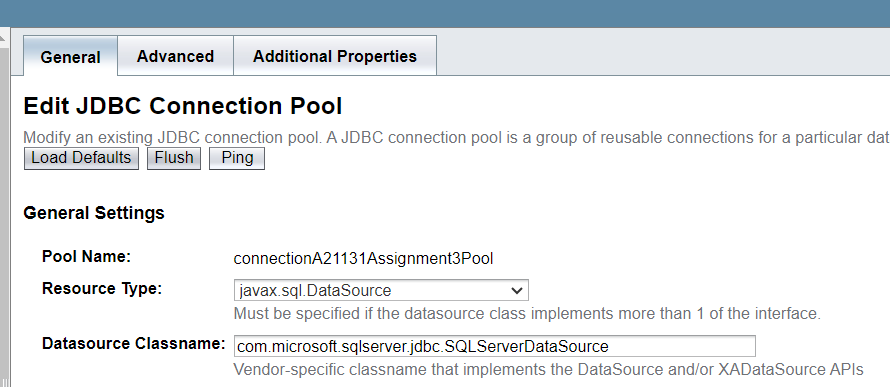 General Advanced Additional Properties
Edit JDBC Connection Pool
Modify an existing JDBC connection pool. A JDBC connection pool is a group of reusable connections for a particular dat
Load Defaults Flush Ping
General Settings
Pool Name: connectionA21131Assignment3Pool
Resource Type: javax.sql.DataSource
Must be specified if the datasource class implements more than 1 of the interface.
Datasource Classname: com.microsoft.sqlserver.jdbc.SQLServerDataSource
Vendor-specific classname that implements the DataSource and/or XADataSource APIs